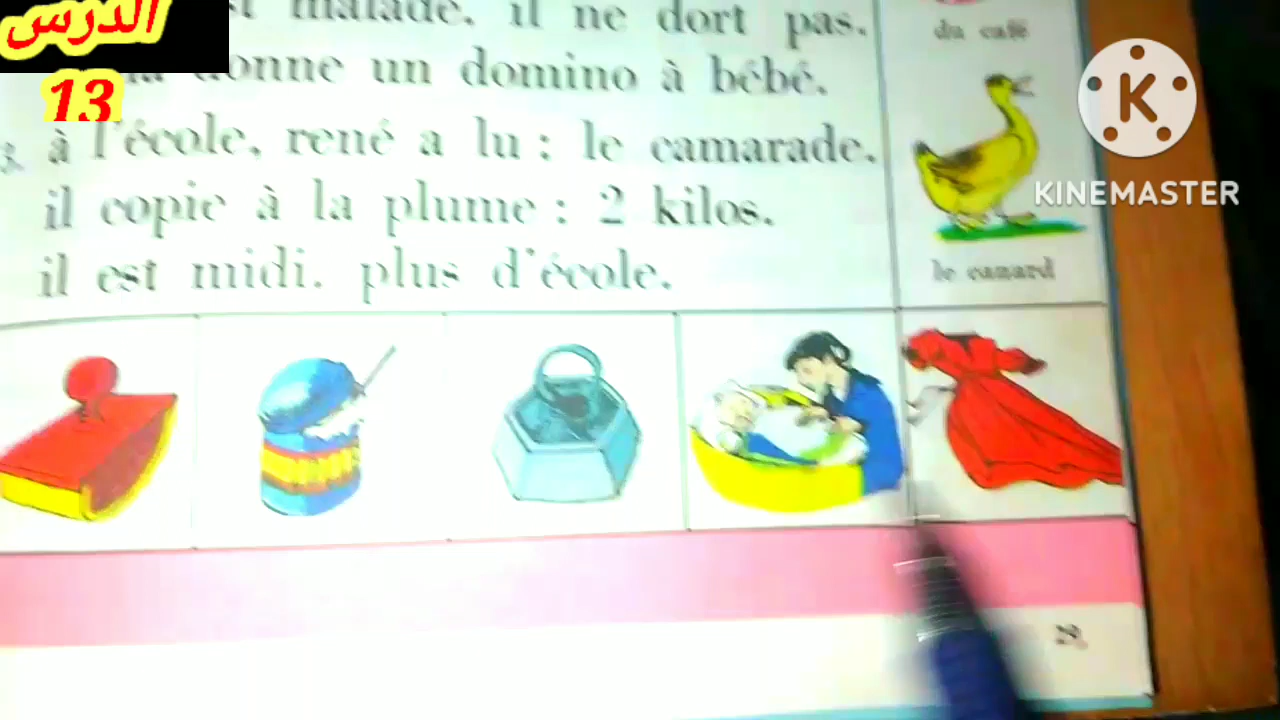 الدرس
13
malade. il ne dort pas.
donne un domino à bébé.
3. à l'école, rené a lu : le camarade.
il copie à la plume : 2 kilos.
il est midi. plus d'école.
du café
le canard
K
KINEMASTER